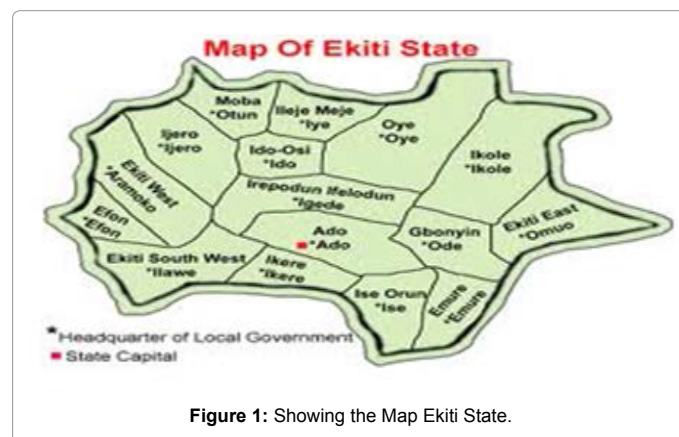 Map Of Ekiti State
Moba
*Otun
Ileje Meje
*Iye
Oye
*Oye
Ijero
*Ijero
Ido-Osi
*Ido
Ikole
*Ikole
Ekiti West
*Aramoko
Irepodun Ifelodun
*Igede
Efon
*Efon
Ado
*Ado
Gbonyin
*Ode
Ekiti East
*Omuo
Ekiti South West
*Ilawe
Ikere
*Ikere
Ise Orun
*Ise
Emure
*Emure
*Headquarter of Local Government
State Capital
Figure 1: Showing the Map Ekiti State.